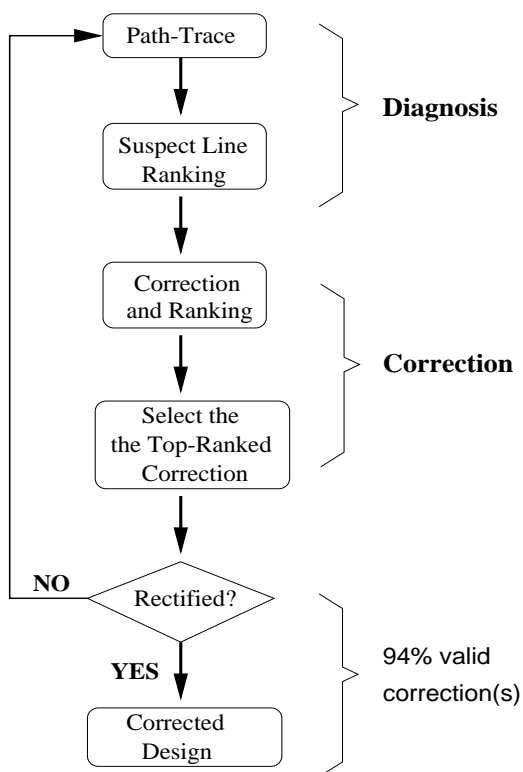 Path-Trace
Diagnosis
Suspect Line
Ranking
Correction
and Ranking
Correction
Select the
the Top-Ranked
Correction
NO
Rectified?
YES
94% valid
correction(s)
Corrected
Design